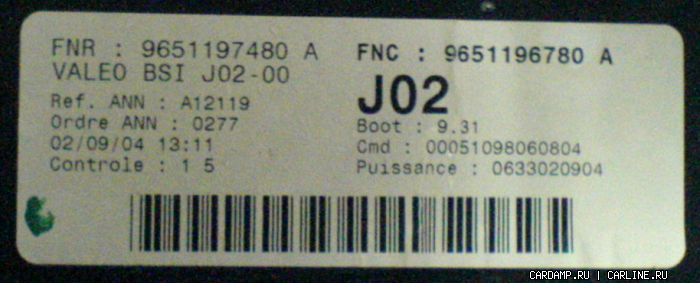 FNR : 9651197480 A
VALEO BSI J02-00
Ref. ANN : A12119
Ordre ANN : 0277
02/09/04 13:11
Controle : 1 5
FNC : 9651196780 A
J02
Boot : 9.31
Cmd : 00051098060804
Puissance : 0633020904
CARDAMP.RU | CARLINE.RU